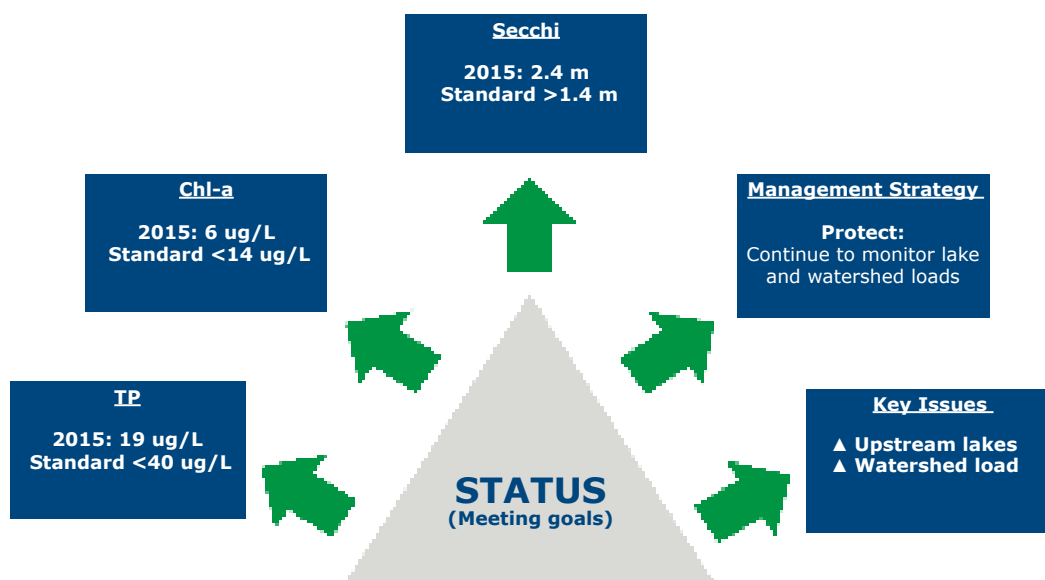 Secchi
2015: 2.4 m
Standard >1.4 m
Chl-a
2015: 6 ug/L
Standard <14 ug/L
Management Strategy
Protect:
Continue to monitor lake
and watershed loads
TP
2015: 19 ug/L
Standard <40 ug/L
Key Issues
▲ Upstream lakes
▲ Watershed load
STATUS
(Meeting goals)